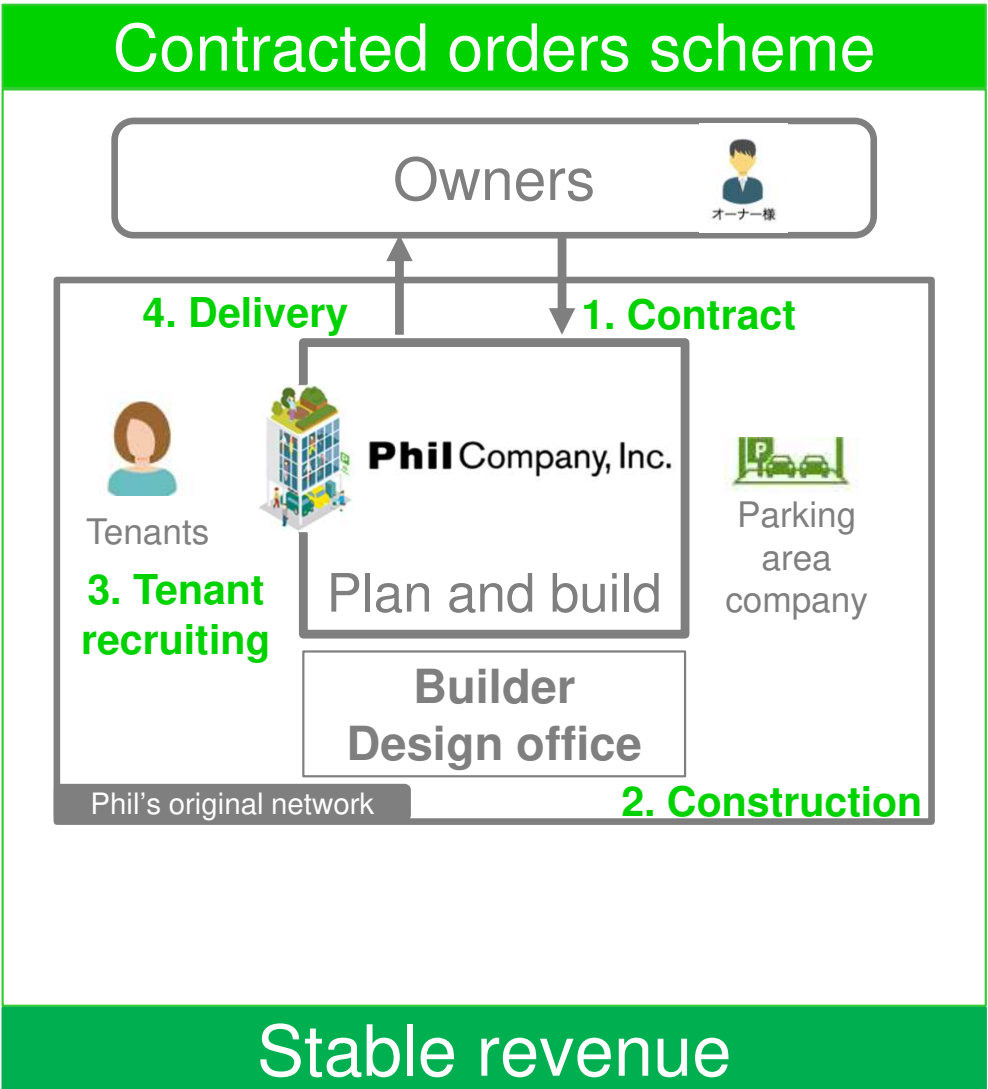 Contracted orders scheme
Owners
オーナー様
4. Delivery
1. Contract
Phil Company, Inc.
P
P
Tenants
Parking
area
company
3. Tenant
recruiting
Plan and build
Builder
Design office
Phil's original network
2. Construction
Stable revenue